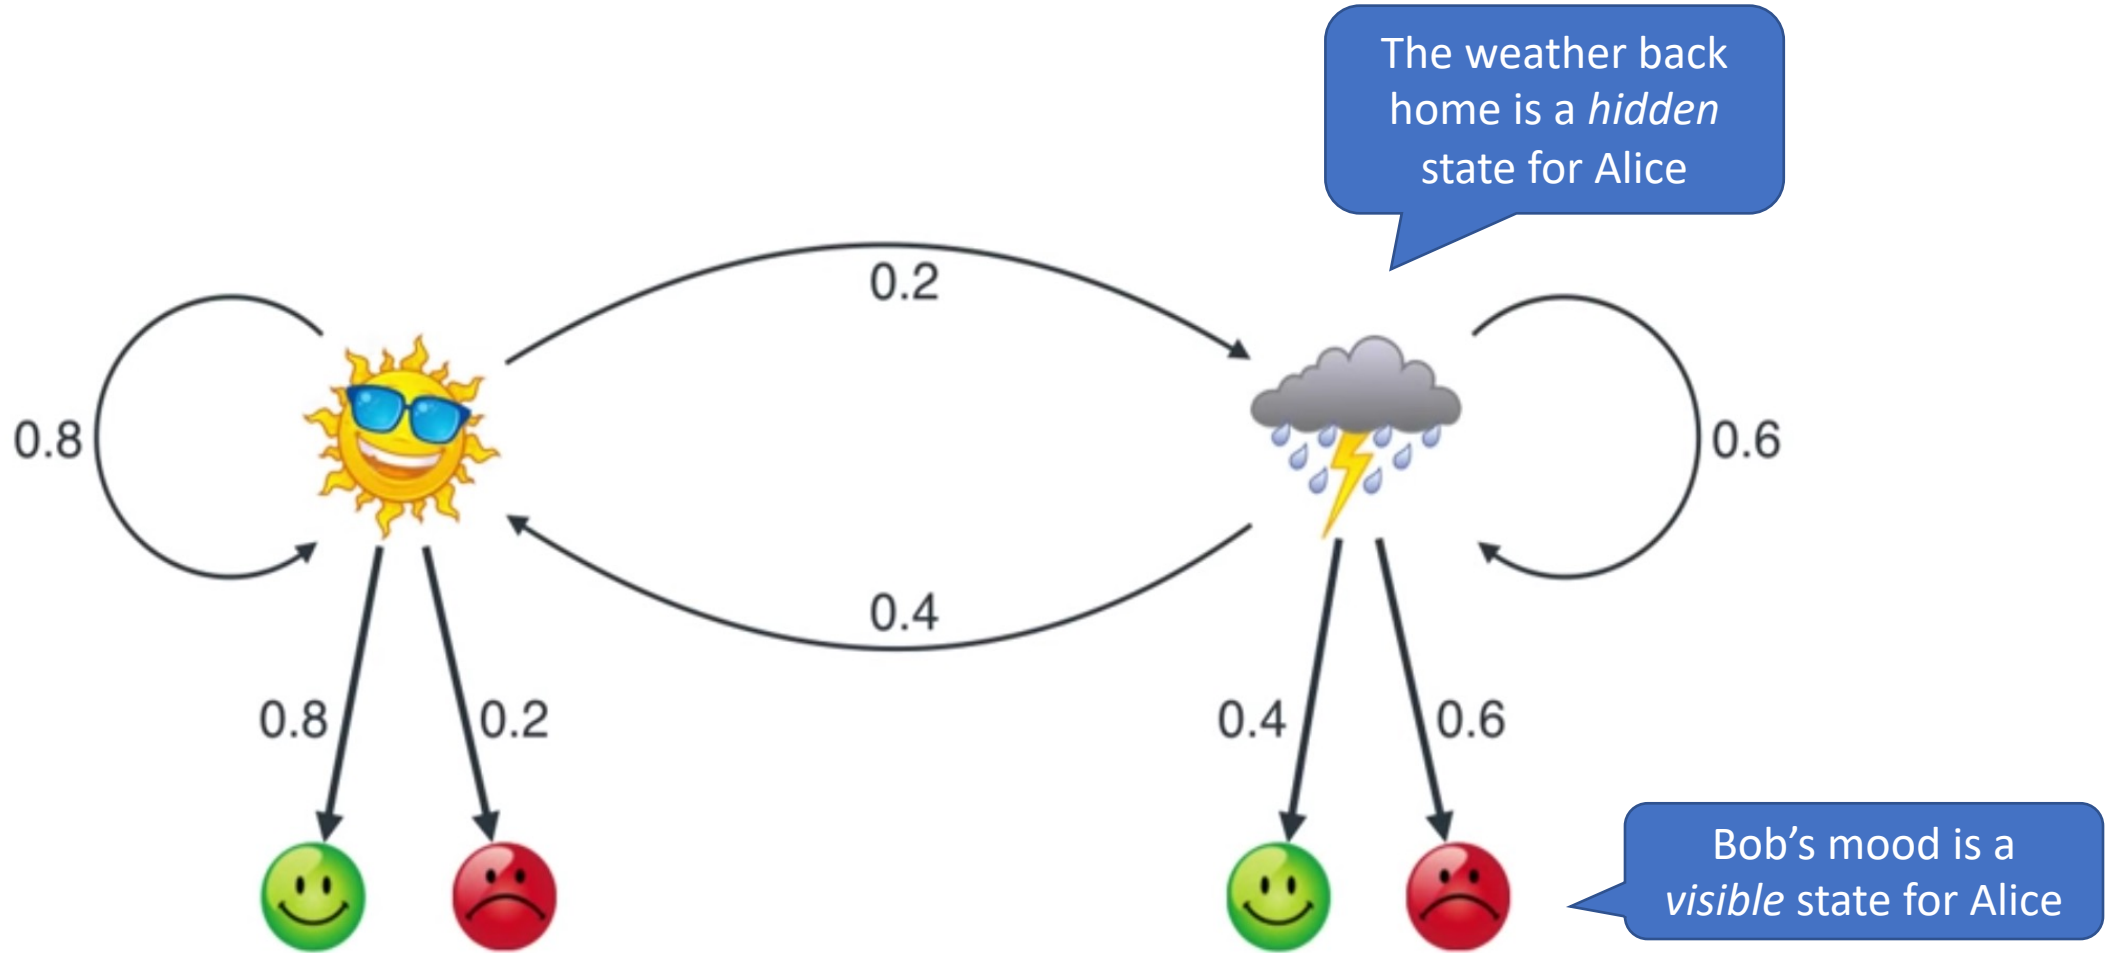 The weather back
home is a hidden
state for Alice
0.2
0.8
0.6
0.4
0.8
0.2
0.4
0.6
Bob’s mood is a
visible state for Alice